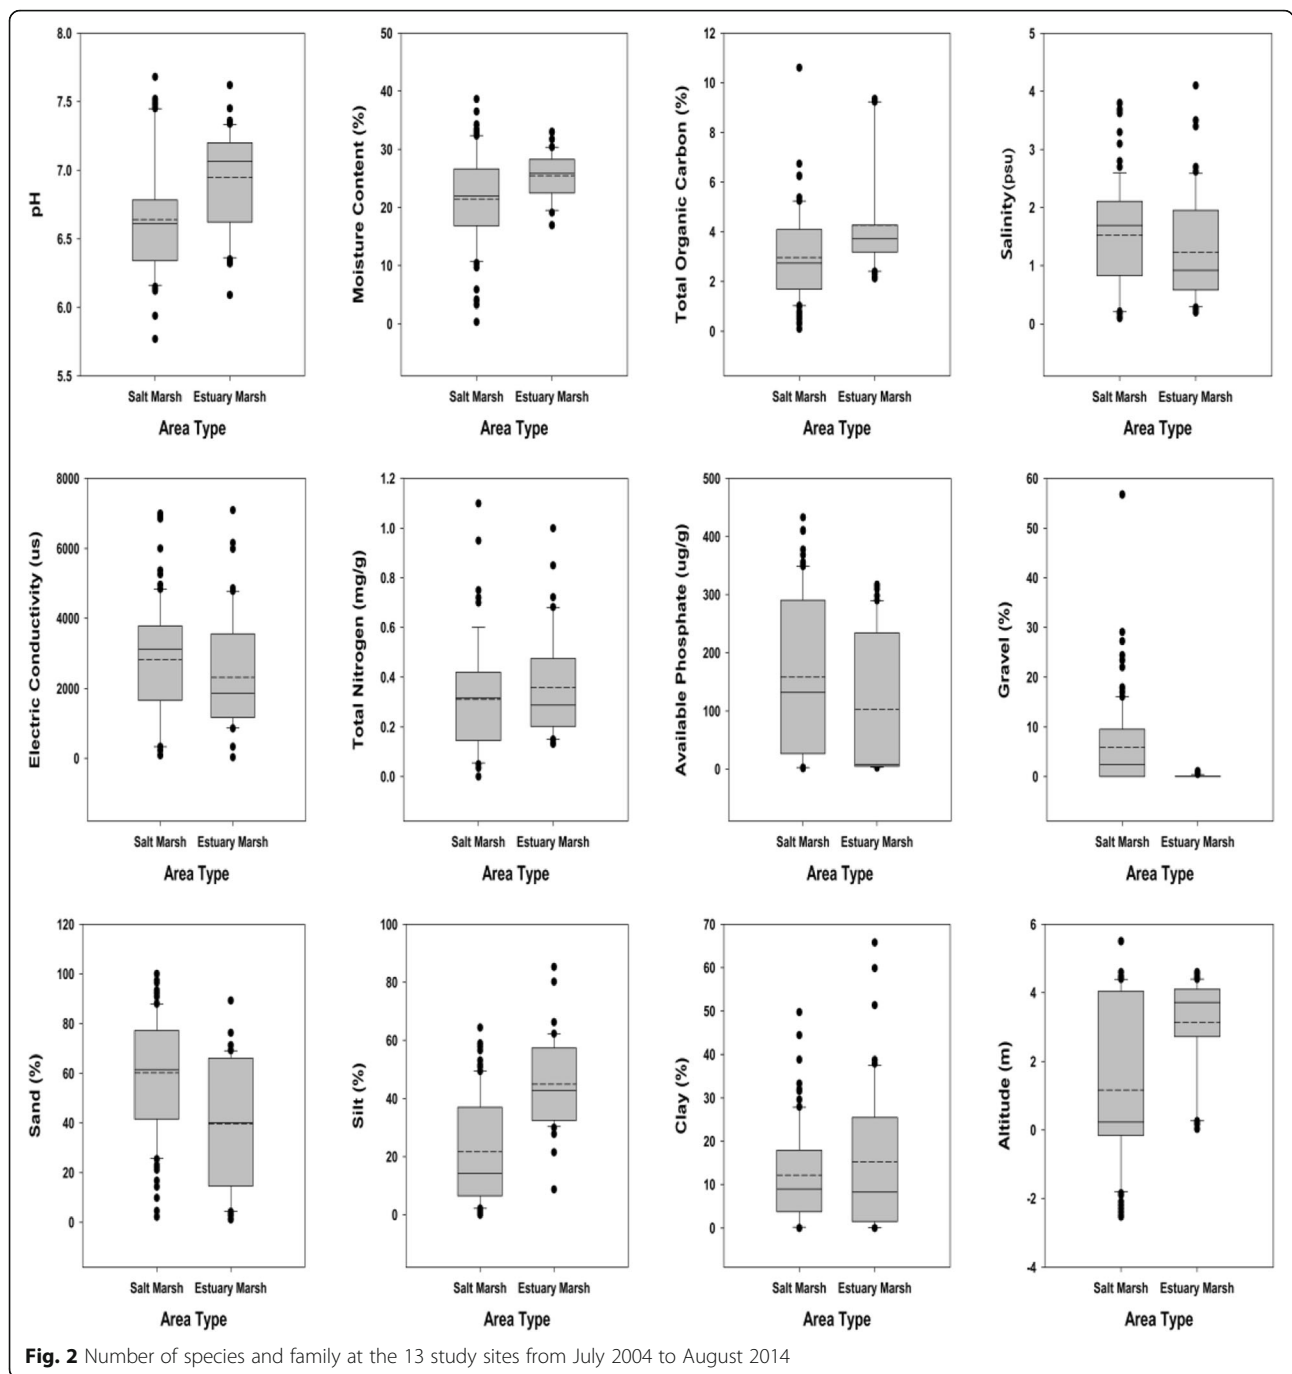 8.0
7.5
7.0
6.5
6.0
5.5
pH
Salt Marsh Estuary Marsh
Area Type
50
40
30
20
10
0
Moisture Content (%)
Salt Marsh Estuary Marsh
Area Type
12
10
8
6
4
2
0
Total Organic Carbon (%)
Salt Marsh Estuary Marsh
Area Type
5
4
3
2
1
0
Salinity (psu)
Salt Marsh Estuary Marsh
Area Type
8000
6000
4000
2000
0
Electric Conductivity (us)
Salt Marsh Estuary Marsh
Area Type
1.2
1.0
0.8
0.6
0.4
0.2
0.0
Total Nitrogen (mg/g)
Salt Marsh Estuary Marsh
Area Type
500
400
300
200
100
0
Available Phosphate (ug/g)
Salt Marsh Estuary Marsh
Area Type
60
50
40
30
20
10
0
Gravel (%)
Salt Marsh Estuary Marsh
Area Type
120
100
80
60
40
20
0
Sand (%)
Salt Marsh Estuary Marsh
Area Type
100
80
60
40
20
0
Silt (%)
Salt Marsh Estuary Marsh
Area Type
70
60
50
40
30
20
10
0
Clay (%)
Salt Marsh Estuary Marsh
Area Type
6
4
2
0
-2
-4
Altitude (m)
Salt Marsh Estuary Marsh
Area Type
Fig. 2 Number of species and family at the 13 study sites from July 2004 to August 2014